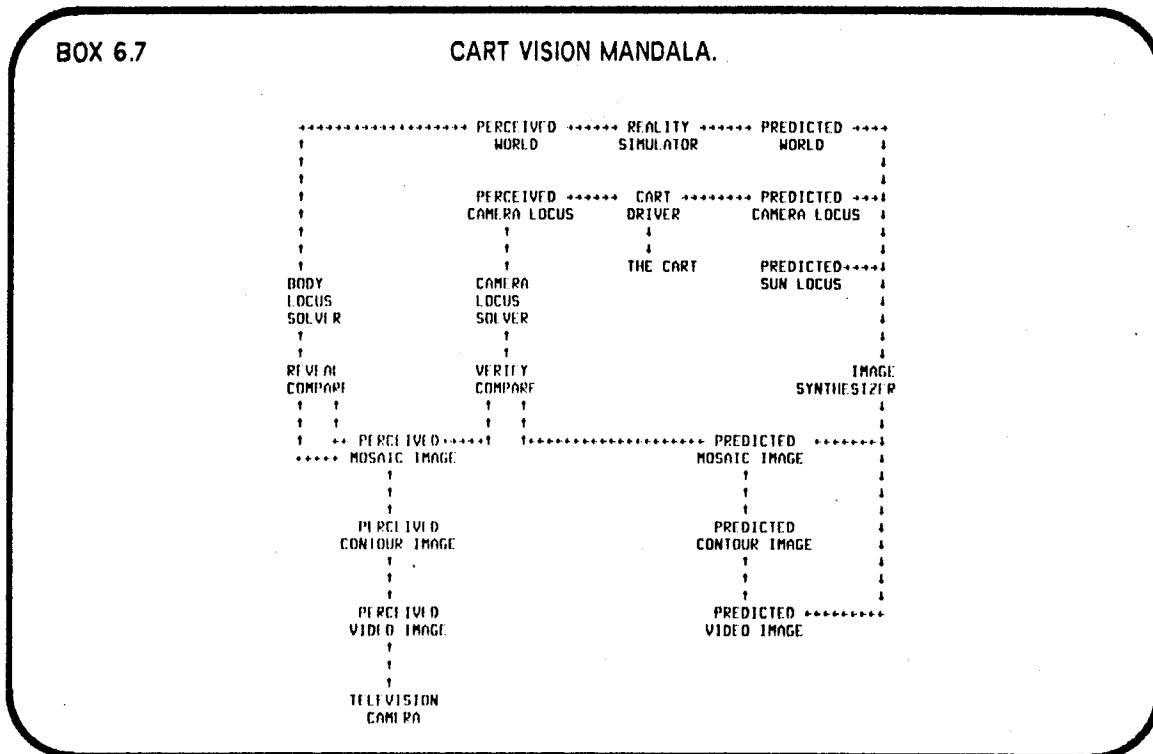 BOX 6.7 CART VISION MANDALA.
PERCEIVED REALITY PREDICTED
WORLD SIMULATOR WORLD
PERCEIVED CART PREDICTED
CAMERA LOCUS DRIVER CAMERA LOCUS
THE CART PREDICTED
SUN LOCUS
BODY CAMERA
LOCUS LOCUS
SOLVER SOLVER
REVEAL VERIFY IMAGE
COMPARE COMPARE SYNTHESIZER
PERCEIVED PREDICTED
MOSAIC IMAGE MOSAIC IMAGE
PERCEIVED PREDICTED
CONTOUR IMAGE CONTOUR IMAGE
PERCEIVED PREDICTED
VIDEO IMAGE VIDEO IMAGE
TELEVISION
CAMERA